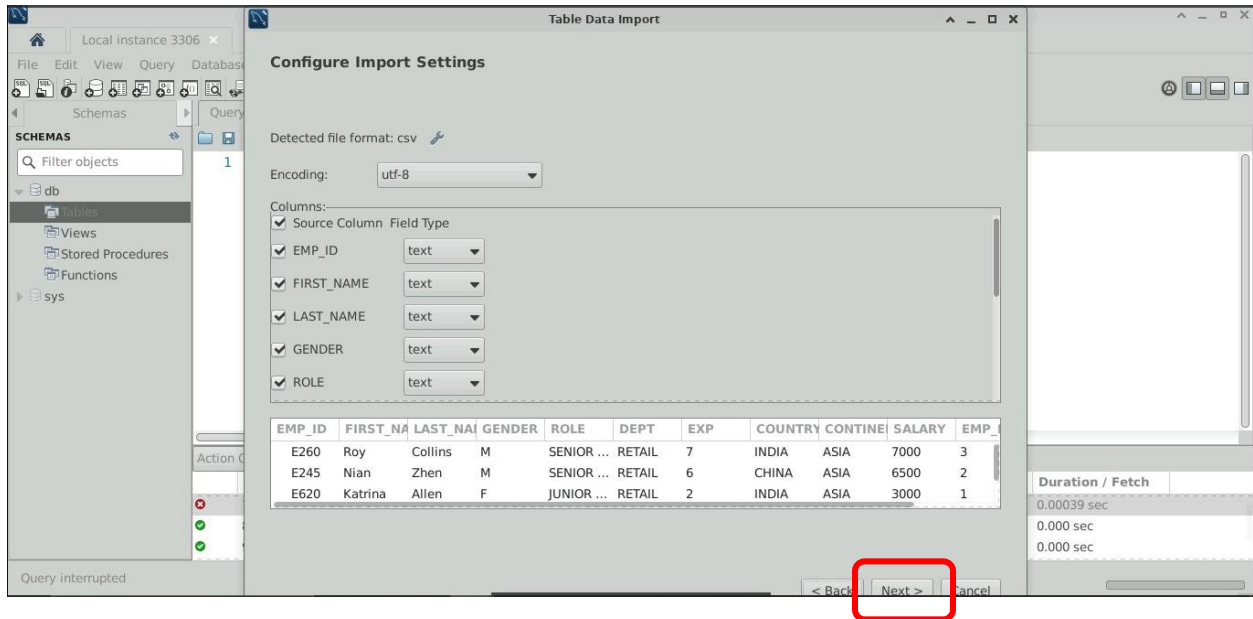 Table Data Import
Local instance 3306
File Edit View Query Databas
Configure Import Settings
Schemas
Query
SCHEMAS
Filter objects
1
db
Tables
Views
Stored Procedures
Functions
sys
Detected file format: csv
Encoding: utf-8
Columns:
Source Column Field Type
EMP_ID text
FIRST_NAME text
LAST_NAME text
GENDER text
ROLE text
EMP_ID FIRST_NA LAST_NAI GENDER ROLE DEPT EXP COUNTRY CONTINE SALARY EMP_
E260 Roy Collins M SENIOR ... RETAIL 7 INDIA ASIA 7000 3
E245 Nian Zhen M SENIOR ... RETAIL 6 CHINA ASIA 6500 2
E620 Katrina Allen F JUNIOR ... RETAIL 2 INDIA ASIA 3000 1
Action
Duration / Fetch
0.00039 sec
0.000 sec
0.000 sec
Query interrupted
< Back Next > Cancel